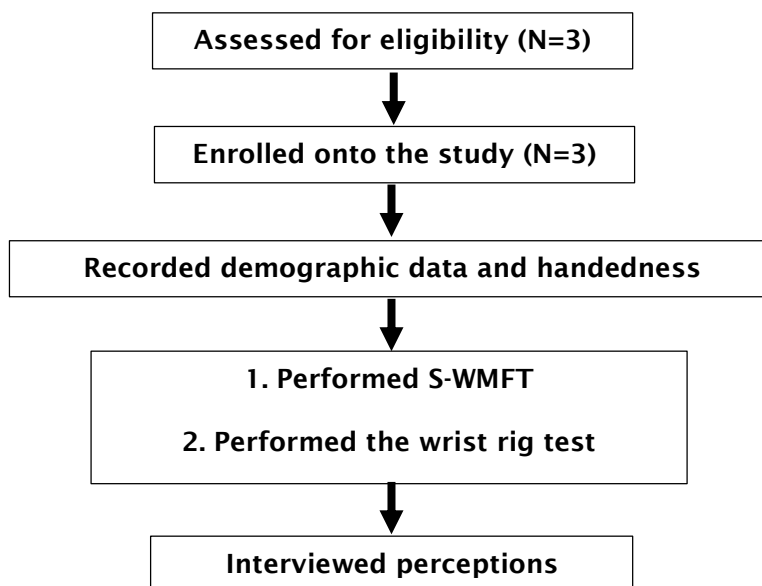 Assessed for eligibility (N=3)
Enrolled onto the study (N=3)
Recorded demographic data and handedness
1. Performed S-WMFT
2. Performed the wrist rig test
Interviewed perceptions